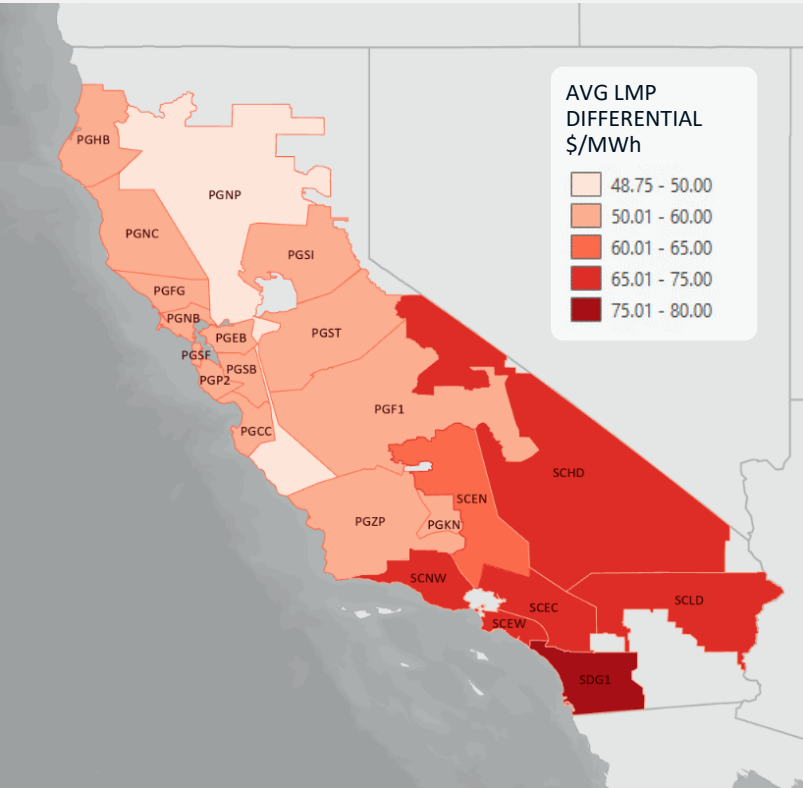 AVG LMP
DIFFERENTIAL
$/MWh
48.75 - 50.00
50.01 - 60.00
60.01 - 65.00
65.01 - 75.00
75.01 - 80.00
PGHB
PGNP
PGNC
PGSI
PGFG
PGNB
PGEB
PGST
PGSF
PGSB
PGP2
PGF1
PGCC
SCHD
SCEN
PGZP
PGKN
SCNW
SCEC
SCLD
SCEW
SDG1